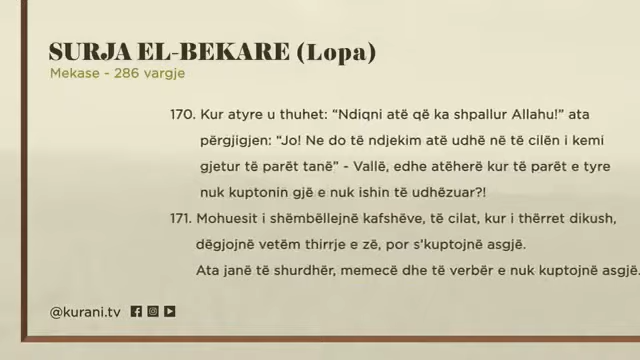 SURJA EL-BEKARE (Lopa)
Mekase - 286 vargje
170. Kur atyre u thuhet: “Ndiqni atë që ka shpallur Allahu!” ata
përgjigjen: “Jo! Ne do të ndjekim atë udhë në të cilën i kemi
gjetur të parët tanë” - Vallë, edhe atëherë kur të parët e tyre
nuk kuptonin gjë e nuk ishin të udhëzuar?!
171. Mohuesit i shëmbëllejnë kafshëve, të cilat, kur i thërret dikush,
dëgjojnë vetëm thirrje e zë, por s’kuptojnë asgjë.
Ata janë të shurdhër, memecë dhe të verbër e nuk kuptojnë asgjë.
@kurani.tv